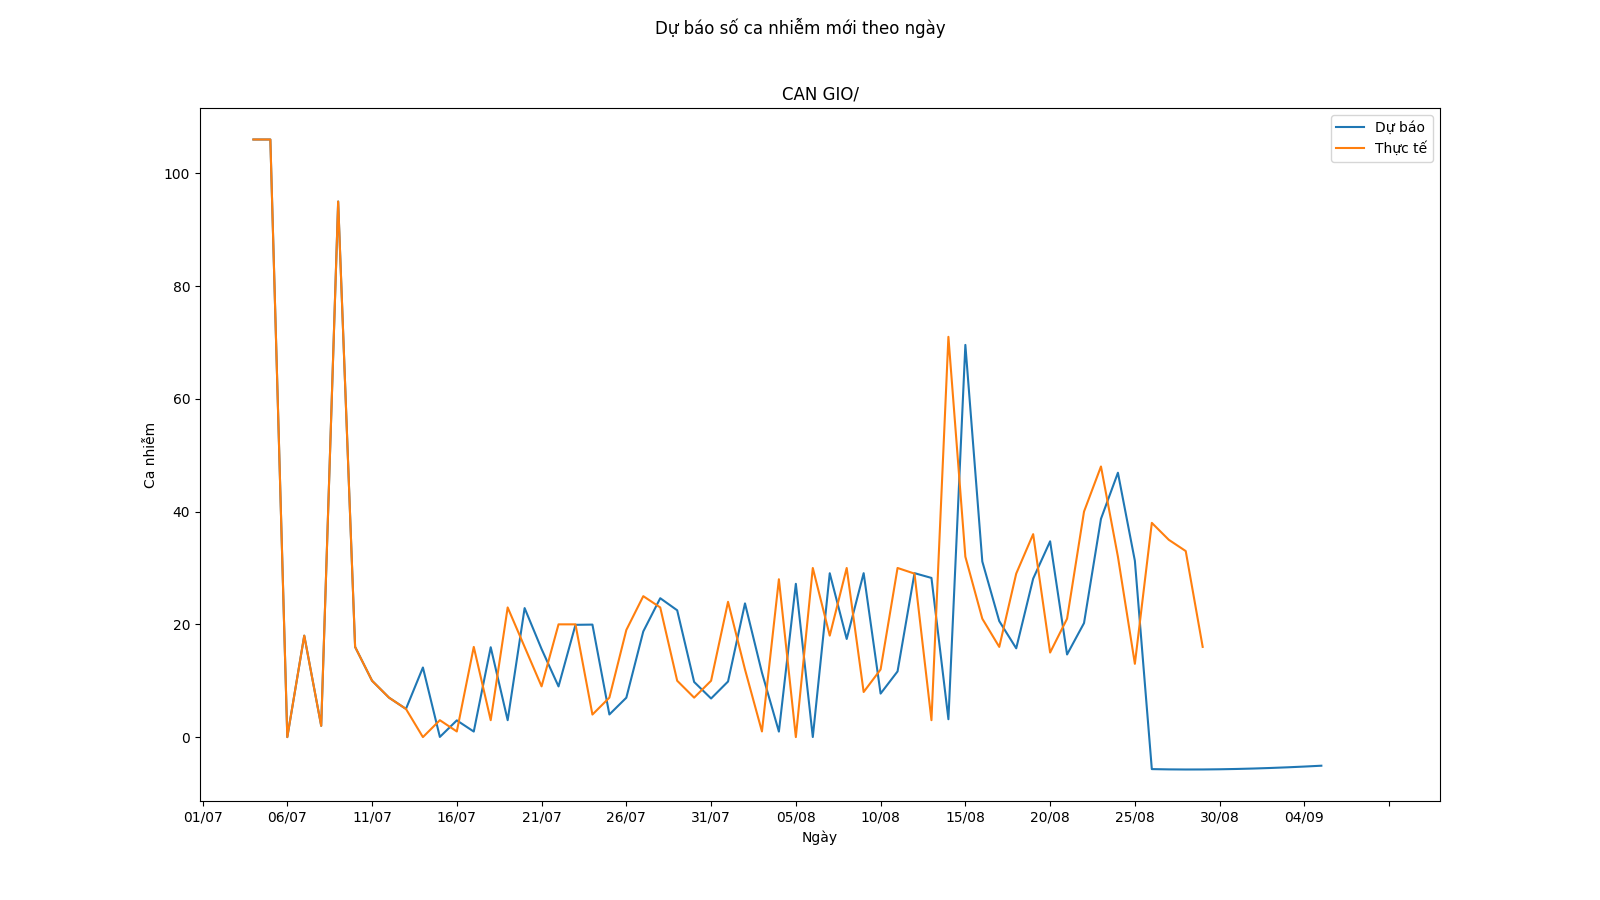 Dự báo số ca nhiễm mới theo ngày
CAN GIO/
Dự báo
Thực tế
100
80
60
40
20
0
Ca nhiễm
01/07 06/07 11/07 16/07 21/07 26/07 31/07 05/08 10/08 15/08 20/08 25/08 30/08 04/09
Ngày